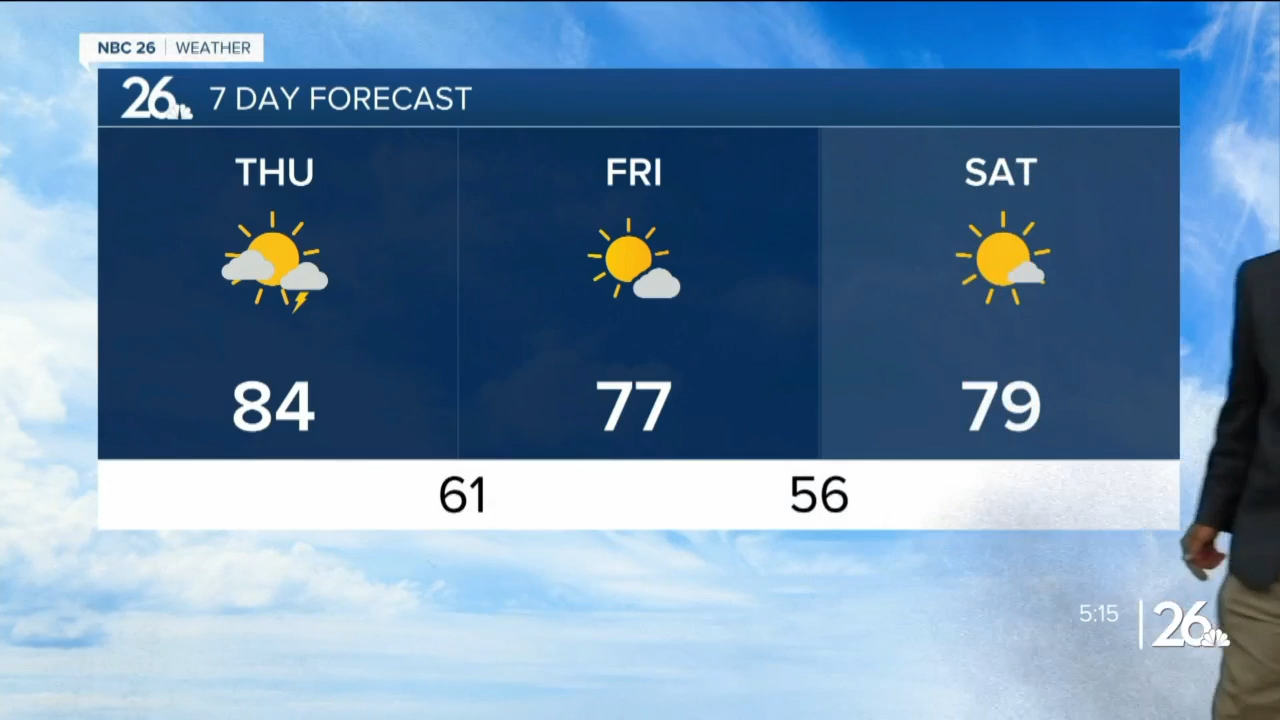 NBC 26 | WEATHER
26 7 DAY FORECAST
THU FRI SAT
84 77 79
61 56
5:15 | 26